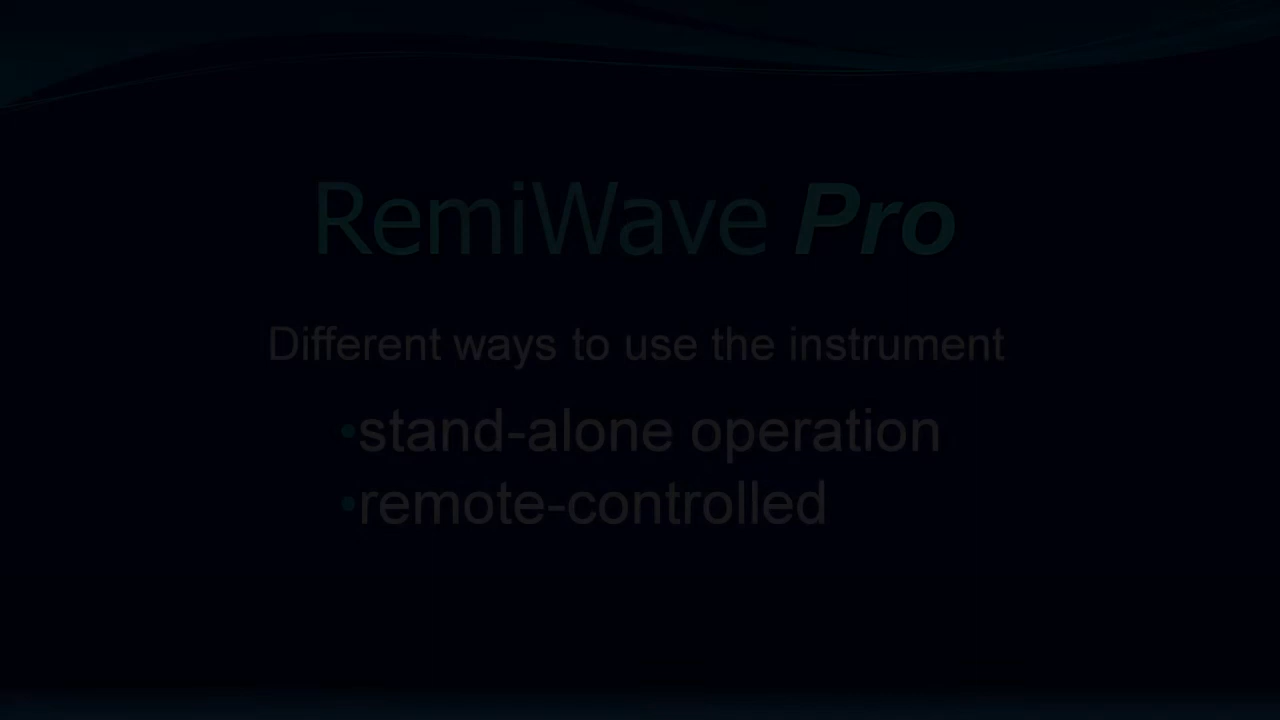 RemiWave Pro
Different ways to use the instrument
•stand-alone operation
•remote-controlled